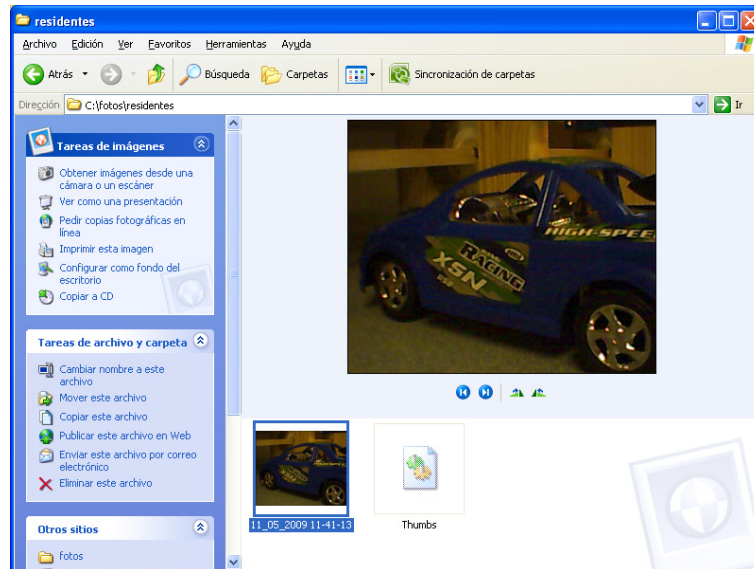 residentes
Archivo Edición Ver Favoritos Herramientas Ayuda
Atrás Búsqueda Carpetas Sincronización de carpetas
Dirección C:\fotos\residentes Ir
Tareas de imágenes
Obtener imágenes desde una
cámara o un escáner
Ver como una presentación
Pedir copias fotográficas en
línea
Imprimir esta imagen
Configurar como fondo del
escritorio
Copiar a CD
Tareas de archivo y carpeta
Cambiar nombre a este
archivo
Mover este archivo
Copiar este archivo
Publicar este archivo en Web
Enviar este archivo por correo
electrónico
Eliminar este archivo
Otros sitios
fotos
HIGH-SPEE
RACING
XSN
11_05_2009 11-41-13
Thumbs